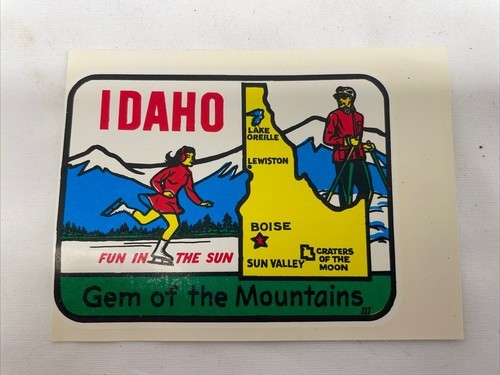 IDAHO
LAKE
OREILLE
LEWISTON
BOISE
SUN VALLEY
CRATERS
OF THE
MOON
FUN IN THE SUN
Gem of the Mountains